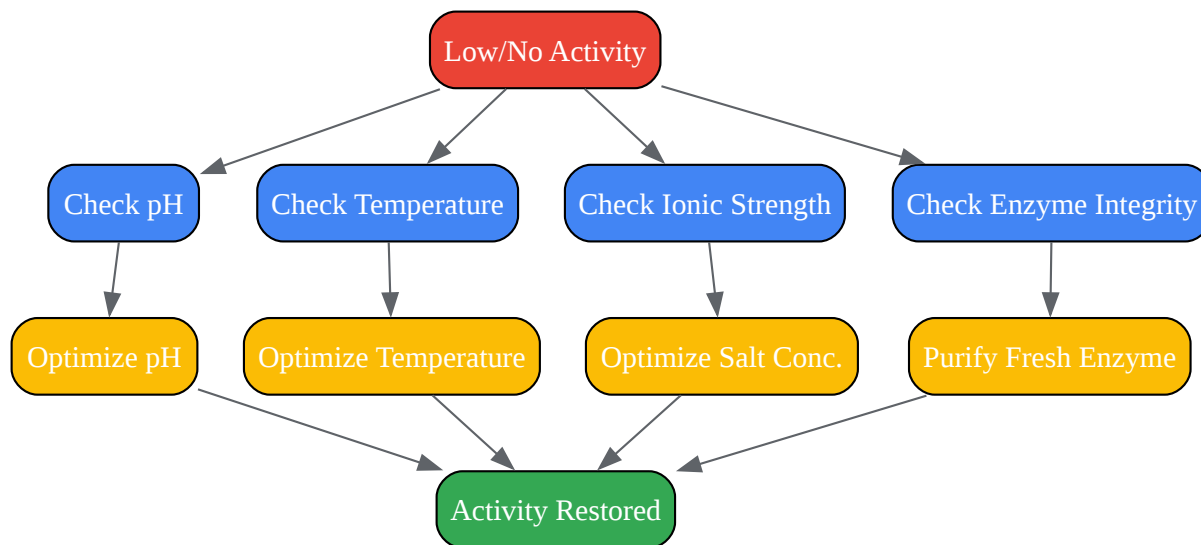 Low/No Activity
Check pH
Check Temperature
Check Ionic Strength
Check Enzyme Integrity
Optimize pH
Optimize Temperature
Optimize Salt Conc.
Purify Fresh Enzyme
Activity Restored